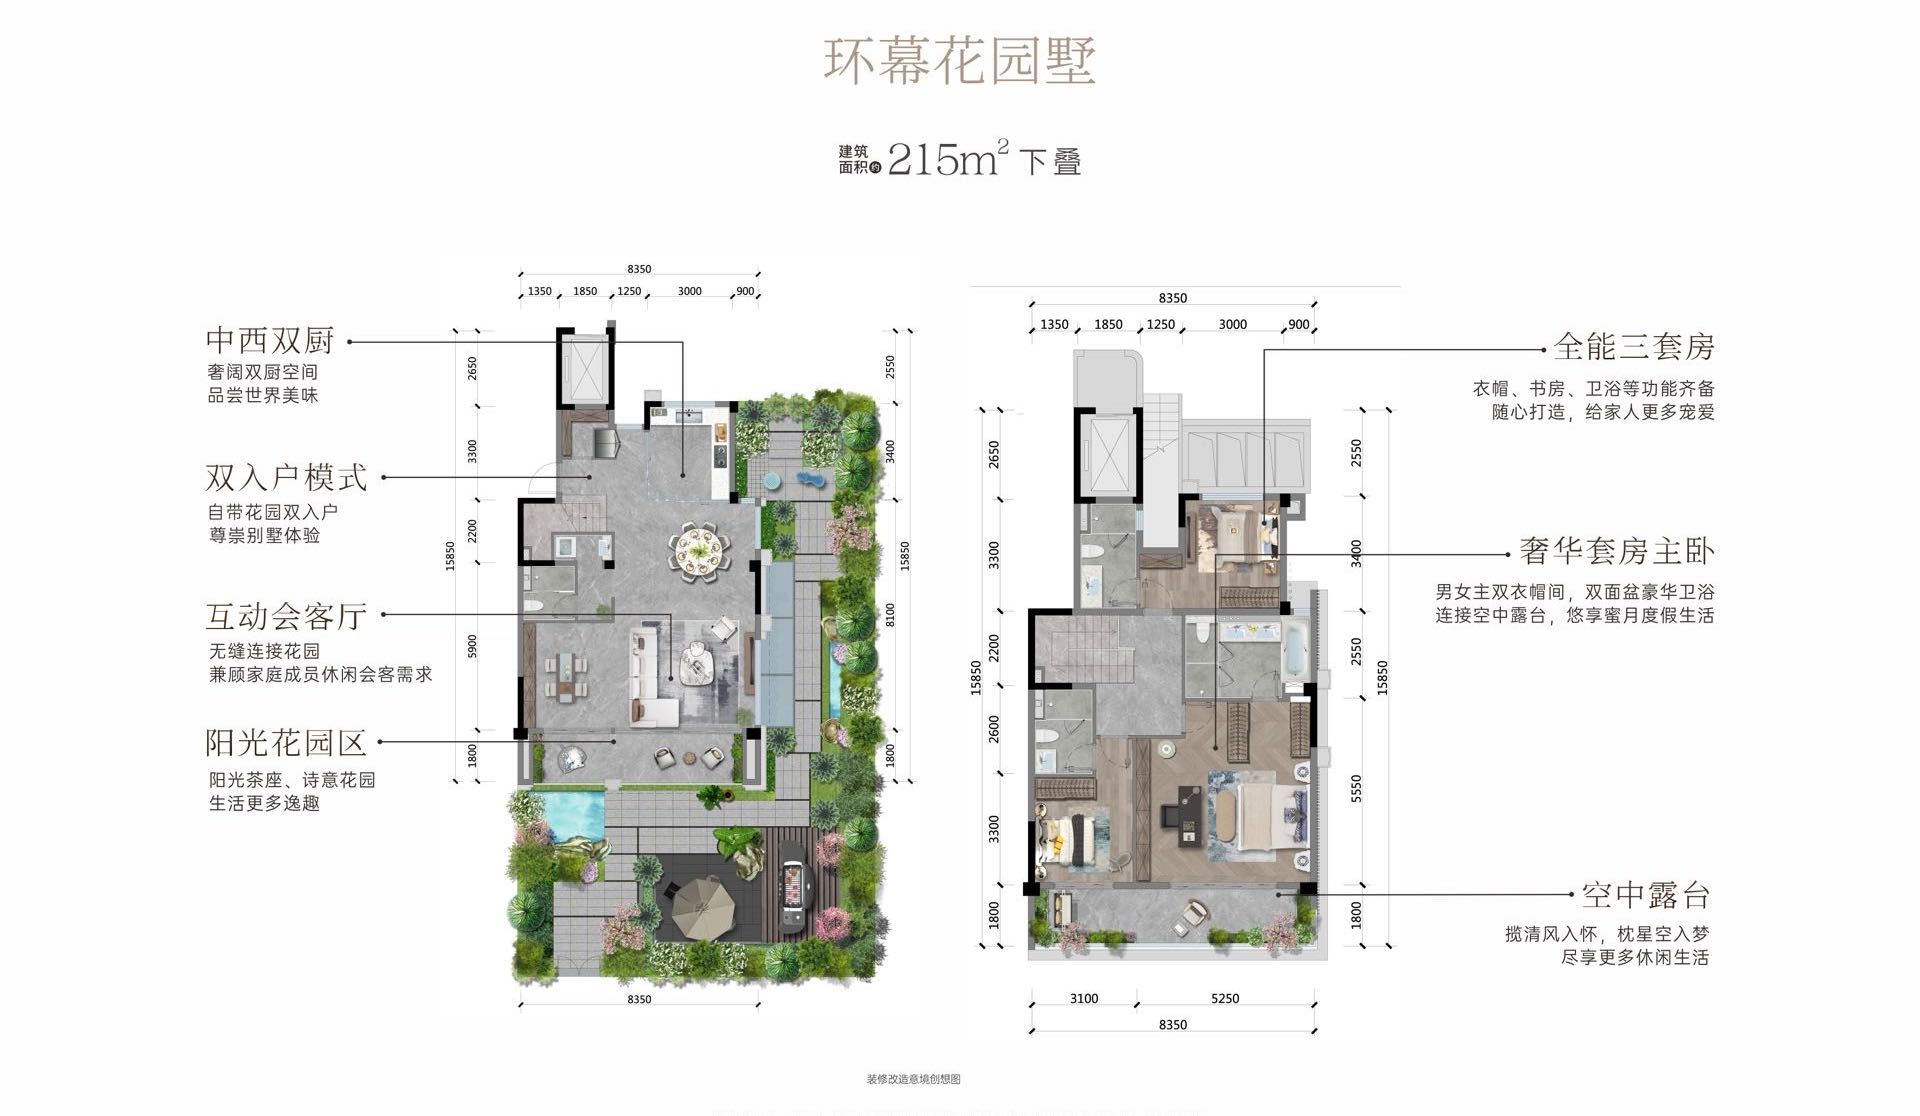 环幕花园墅
建筑面积约 215m² 下叠
8350
1350 1850 1250 3000 900
中西双厨
奢阔双厨空间
品尝世界美味
双入户模式
自带花园双入户
尊崇别墅体验
互动会客厅
无缝连接花园
兼顾家庭成员休闲会客需求
阳光花园区
阳光茶座、诗意花园
生活更多逸趣
15850
2650
3300
2200
5900
1800
2550
3400
8100
1800
15850
8350
8350
1350 1850 1250 3000 900
15850
2650
3300
2200
2600
3300
1800
2550
3400
2550
5550
1800
15850
3100 5250
8350
全能三套房
衣帽、书房、卫浴等功能齐备
随心打造，给家人更多宠爱
奢华套房主卧
男女主双衣帽间，双面盆豪华卫浴
连接空中露台，悠享蜜月度假生活
空中露台
揽清风入怀，枕星空入梦
尽享更多休闲生活
装修改造意境创想图